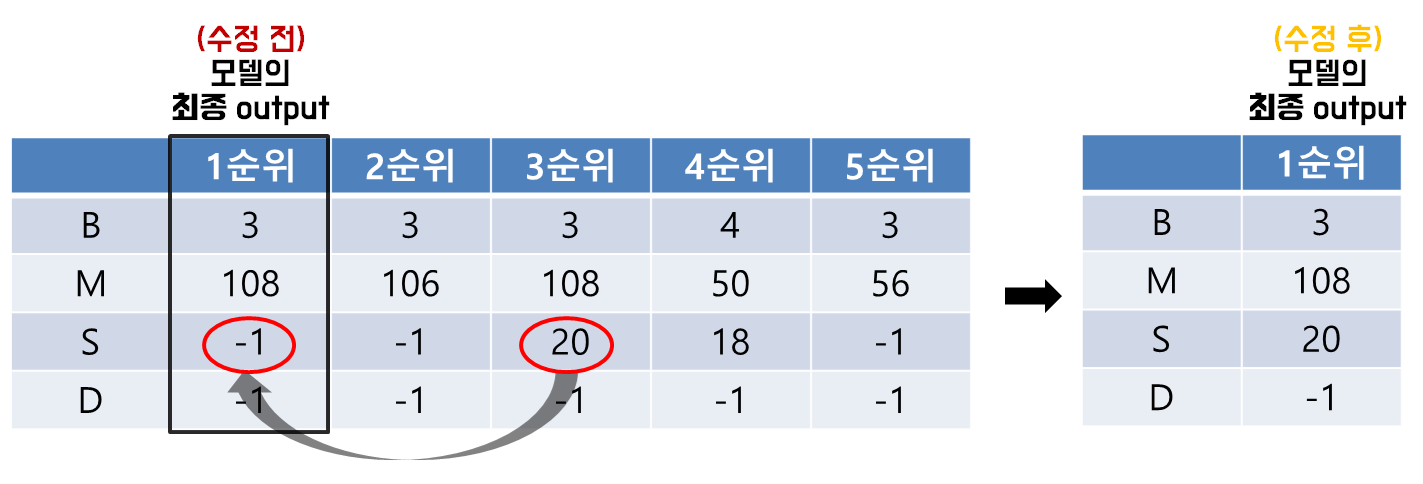 (수정 전)
모델의
최종 output
1순위 2순위 3순위 4순위 5순위
B 3 3 3 4 3
M 108 106 108 50 56
S -1 -1 20 18 -1
D -1 -1 -1 -1 -1
(수정 후)
모델의
최종 output
1순위
B 3
M 108
S 20
D -1